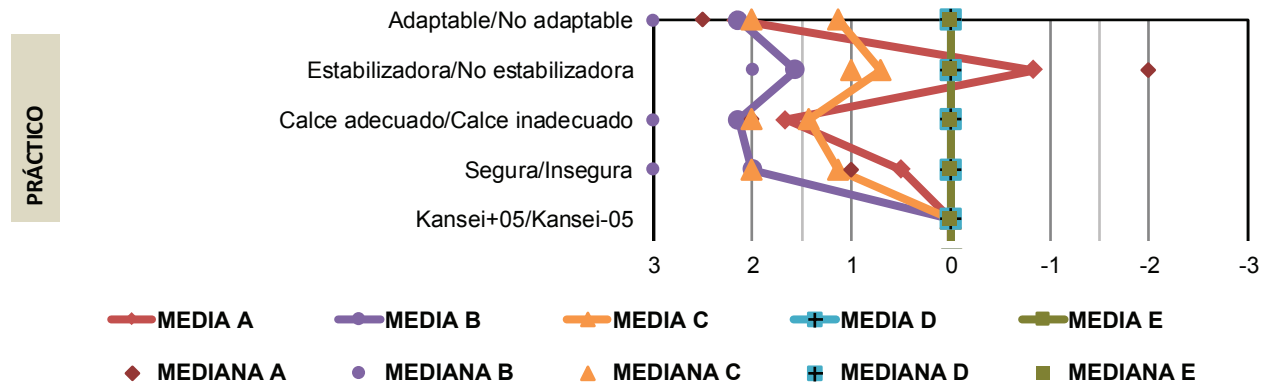 PRÁCTICO
Adaptable/No adaptable
Estabilizadora/No estabilizadora
Calce adecuado/Calce inadecuado
Segura/Insegura
Kansei+05/Kansei-05
3 2 1 0 -1 -2 -3
MEDIA A MEDIA B MEDIA C MEDIA D MEDIA E
MEDIANA A MEDIANA B MEDIANA C MEDIANA D MEDIANA E